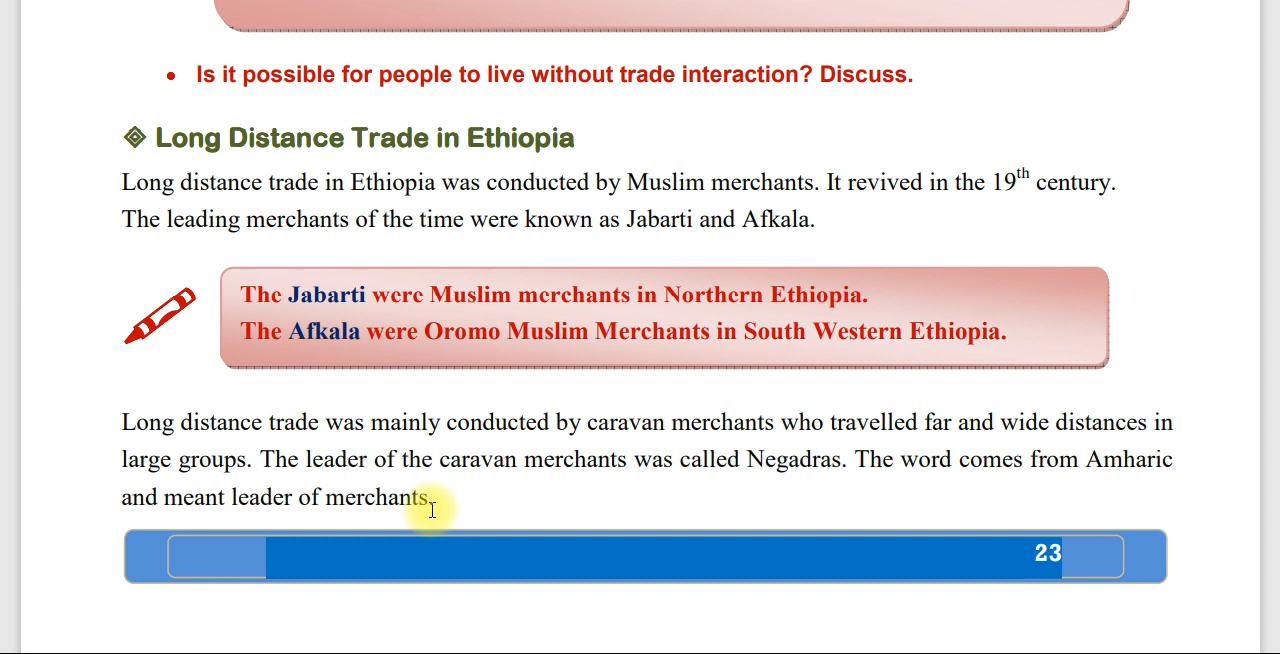 • Is it possible for people to live without trade interaction? Discuss.
Long Distance Trade in Ethiopia
Long distance trade in Ethiopia was conducted by Muslim merchants. It revived in the 19th century.
The leading merchants of the time were known as Jabarti and Afkala.
The Jabarti were Muslim merchants in Northern Ethiopia.
The Afkala were Oromo Muslim Merchants in South Western Ethiopia.
Long distance trade was mainly conducted by caravan merchants who travelled far and wide distances in
large groups. The leader of the caravan merchants was called Negadras. The word comes from Amharic
and meant leader of merchants.
23